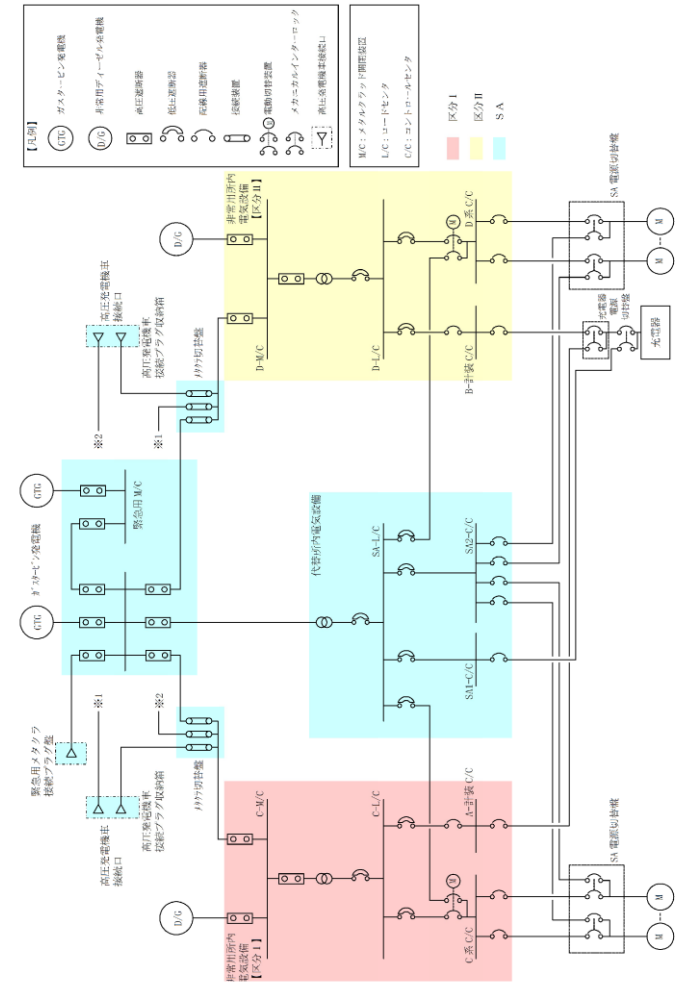 【凡例】
GTG
ガスタービン発電機
D/G
非常用ディーゼル発電機
高圧遮断器
低圧遮断器
配線用遮断器
接続装置
M
電動切替装置
メカニカルインターロック
高圧発電機車接続口
M/C:メタルクラッド開閉装置
L/C:ロードセンタ
C/C:コントロールセンタ
区分Ⅰ
区分Ⅱ
SA
緊急用メタクラ
接続プラグ盤
GTG
ガスタービン発電機
GTG
緊急用 M/C
高圧発電機車
接続口
※1
※2
高圧発電機車
接続プラグ収納箱
メタクラ切替盤
高圧発電機車
接続口
※2
※1
高圧発電機車
接続プラグ収納箱
メタクラ切替盤
D/G
非常用所内
電気設備
【区分Ⅰ】
C-M/C
C-L/C
M
C系 C/C
A-計装 C/C
代替所内電気設備
SA-L/C
SA1-C/C
SA2-C/C
D/G
非常用所内
電気設備
【区分Ⅱ】
D-M/C
D-L/C
M
B-計装 C/C
D系 C/C
SA 電源切替盤
M
M
充電器
電源
切替盤
充電器
SA 電源切替盤
M
M